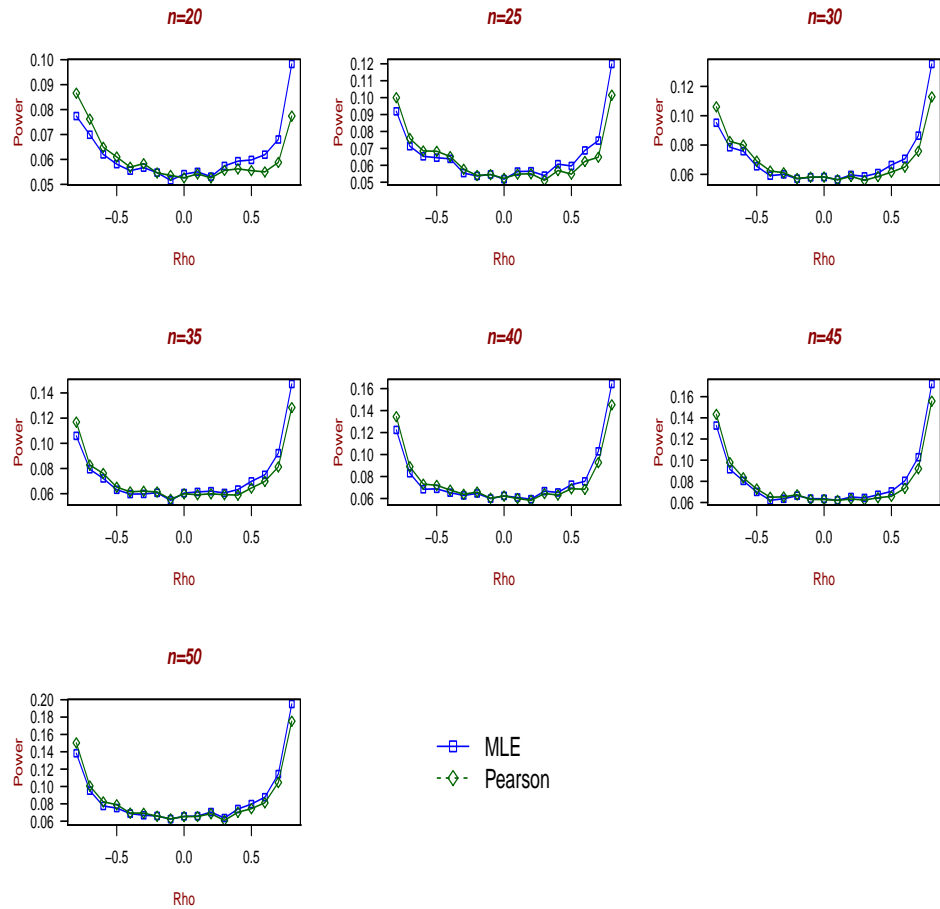 n=20
n=25
n=30
0.10
0.09
0.08
0.07
0.06
0.05
Power
−0.5
0.0
0.5
Rho
0.12
0.11
0.10
0.09
0.08
0.07
0.06
0.05
Power
−0.5
0.0
0.5
Rho
0.12
0.10
0.08
0.06
Power
−0.5
0.0
0.5
Rho
n=35
n=40
n=45
0.14
0.12
0.10
0.08
0.06
Power
−0.5
0.0
0.5
Rho
0.16
0.14
0.12
0.10
0.08
0.06
Power
−0.5
0.0
0.5
Rho
0.16
0.14
0.12
0.10
0.08
0.06
Power
−0.5
0.0
0.5
Rho
n=50
0.20
0.18
0.16
0.14
0.12
0.10
0.08
0.06
Power
−0.5
0.0
0.5
Rho
MLE
Pearson